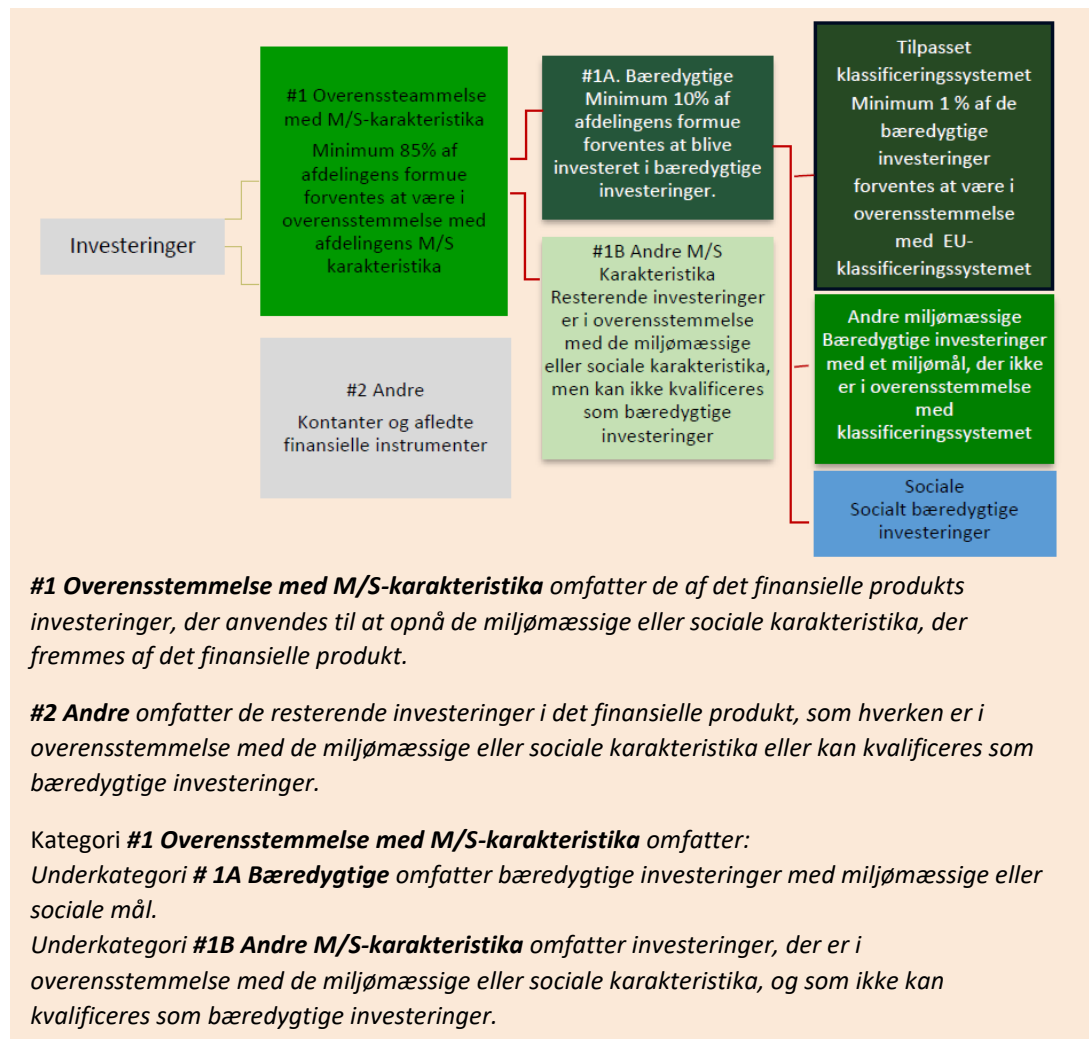 Investeringer
#1 Overenssteammelse
med M/S-karakteristika
Minimum 85% af
afdelingens formue
forventes at være i
overensstemmelse med
afdelingens M/S
karakteristika
#2 Andre
Kontanter og afledte
finansielle instrumenter
#1A. Bæredygtige
Minimum 10% af
afdelingens formue
forventes at blive
investeret i bæredygtige
investeringer.
#1B Andre M/S
Karakteristika
Resterende investeringer
er i overensstemmelse
med de miljømæssige
eller sociale karakteristika,
men kan ikke kvalificeres
som bæredygtige
investeringer
Tilpasset
klassificeringssystemet
Minimum 1 % af de
bæredygtige
investeringer
forventes at være i
overensstemmelse
med EU-
klassificeringssystemet
Andre miljømæssige
Bæredygtige investeringer
med et miljømål, der ikke
er i overensstemmelse
med
klassificeringssystemet
Sociale
Socialt bæredygtige
investeringer
#1 Overensstemmelse med M/S-karakteristika omfatter de af det finansielle produkts
investeringer, der anvendes til at opnå de miljømæssige eller sociale karakteristika, der
fremmes af det finansielle produkt.
#2 Andre omfatter de resterende investeringer i det finansielle produkt, som hverken er i
overensstemmelse med de miljømæssige eller sociale karakteristika eller kan kvalificeres som
bæredygtige investeringer.
Kategori #1 Overensstemmelse med M/S-karakteristika omfatter:
Underkategori # 1A Bæredygtige omfatter bæredygtige investeringer med miljømæssige eller
sociale mål.
Underkategori #1B Andre M/S-karakteristika omfatter investeringer, der er i
overensstemmelse med de miljømæssige eller sociale karakteristika, og som ikke kan
kvalificeres som bæredygtige investeringer.